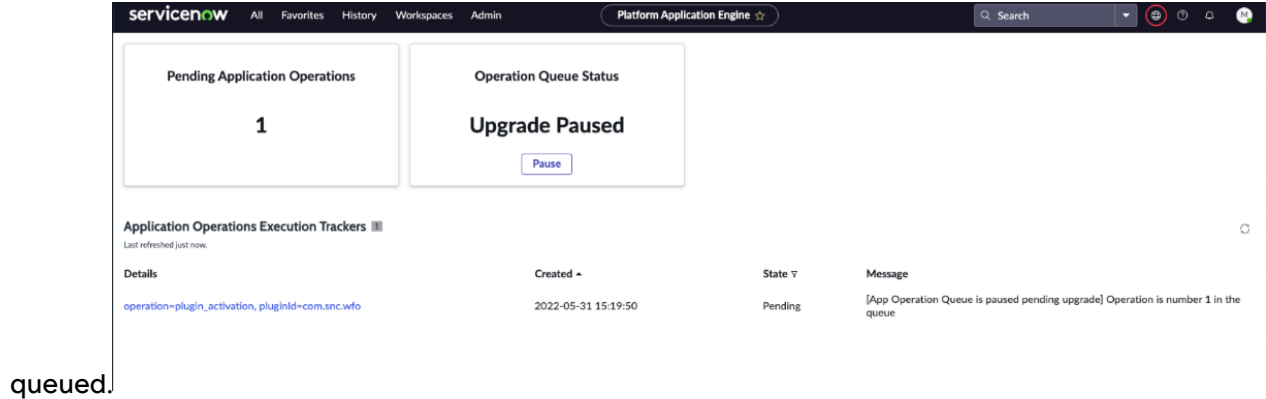 servicenow All Favorites History Workspaces Admin Platform Application Engine Search M
Pending Application Operations
1
Operation Queue Status
Upgrade Paused
Pause
Application Operations Execution Trackers 1
Last refreshed just now.
Details Created State Message
operation=plugin_activation, pluginId=com.snc.wfo 2022-05-31 15:19:50 Pending [App Operation Queue is paused pending upgrade] Operation is number 1 in the
queue
queued.